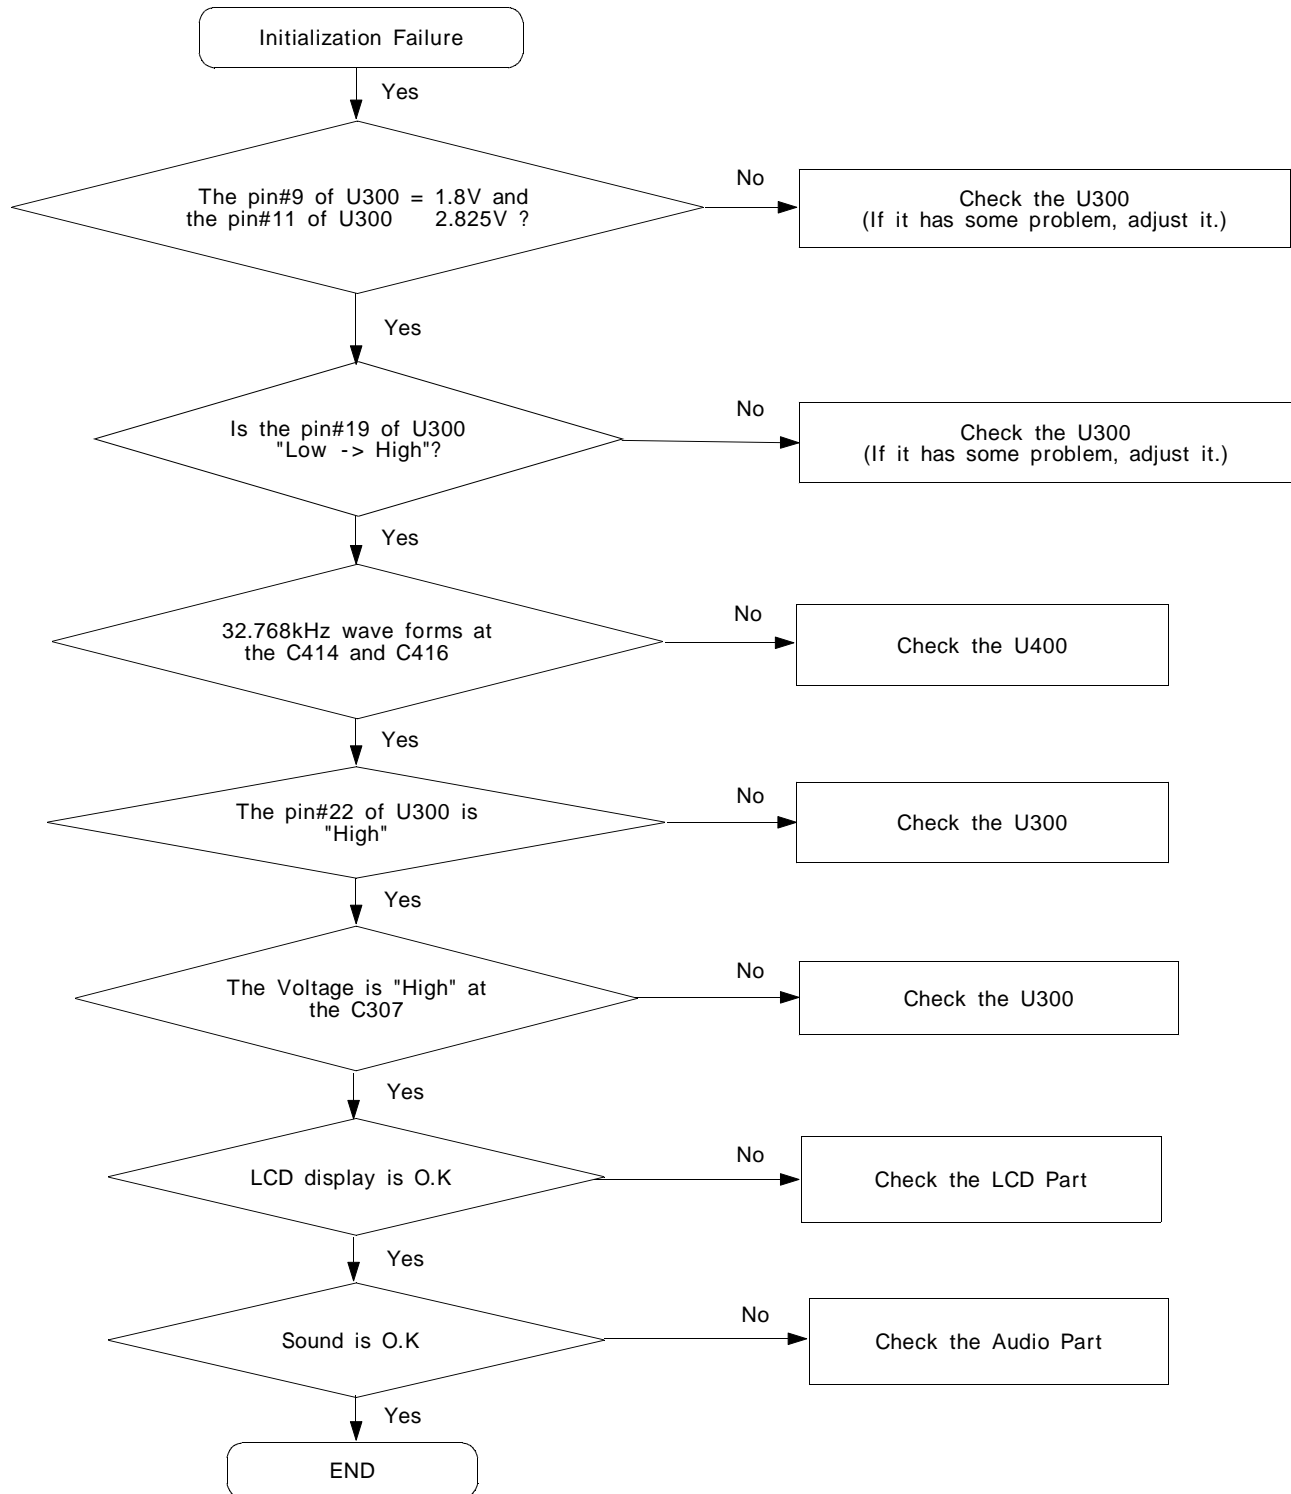 Initialization Failure
Yes
The pin#9 of U300 = 1.8V and
the pin#11 of U300 2.825V ?
No
Check the U300
(If it has some problem, adjust it.)
Yes
Is the pin#19 of U300
"Low -> High"?
No
Check the U300
(If it has some problem, adjust it.)
Yes
32.768kHz wave forms at
the C414 and C416
No
Check the U400
Yes
The pin#22 of U300 is
"High"
No
Check the U300
Yes
The Voltage is "High" at
the C307
No
Check the U300
Yes
LCD display is O.K
No
Check the LCD Part
Yes
Sound is O.K
No
Check the Audio Part
Yes
END